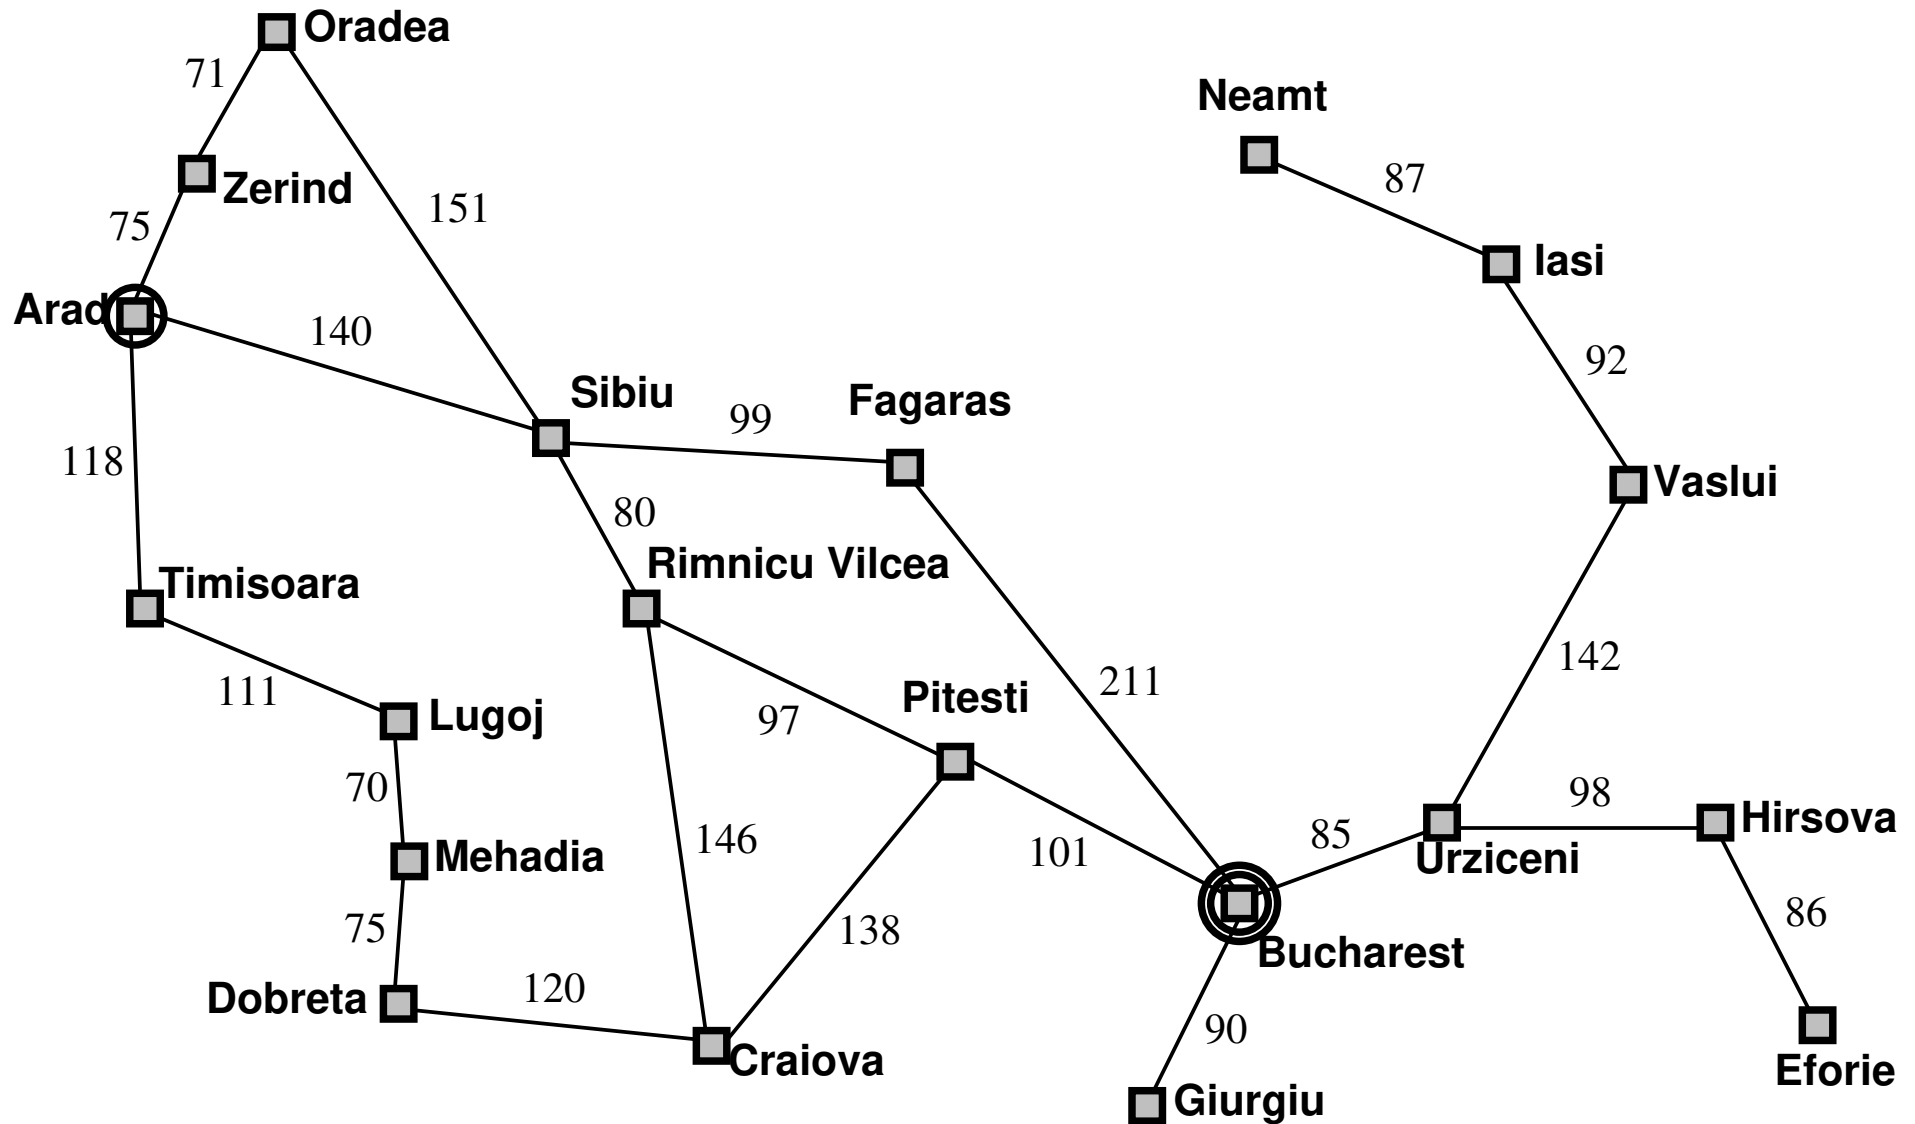 Oradea
71
Neamt
Zerind
87
151
75
Iasi
Arad
140
92
Sibiu
Fagaras
99
118
Vaslui
80
Rimnicu Vilcea
Timisoara
142
211
111
Pitesti
Lugoj
97
70
98
Hirsova
85
146
101
Mehadia
Urziceni
86
75
138
Bucharest
120
Dobreta
90
Craiova
Eforie
Giurgiu